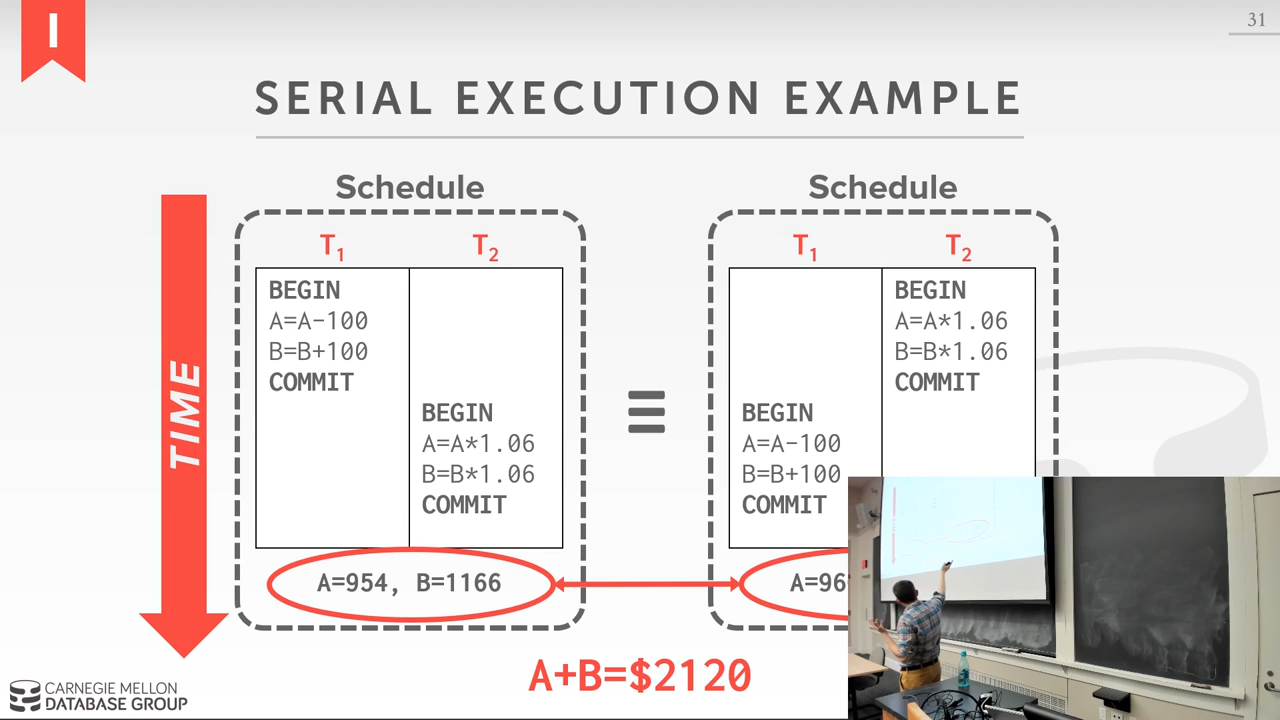 I
31
SERIAL EXECUTION EXAMPLE
Schedule
T1
T2
BEGIN
A=A-100
B=B+100
COMMIT
BEGIN
A=A*1.06
B=B*1.06
COMMIT
A=954, B=1166
TIME
≡
Schedule
T1
T2
BEGIN
A=A*1.06
B=B*1.06
COMMIT
BEGIN
A=A-100
B=B+100
COMMIT
A=96
A+B=$2120
CARNEGIE MELLON
DATABASE GROUP